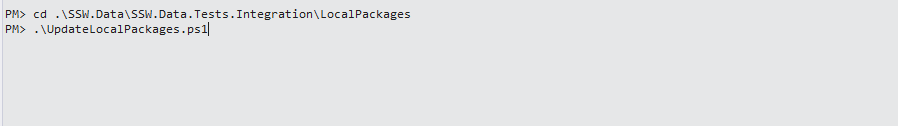 PM> cd .\SSW.Data\SSW.Data.Tests.Integration\LocalPackages
PM> .\UpdateLocalPackages.ps1